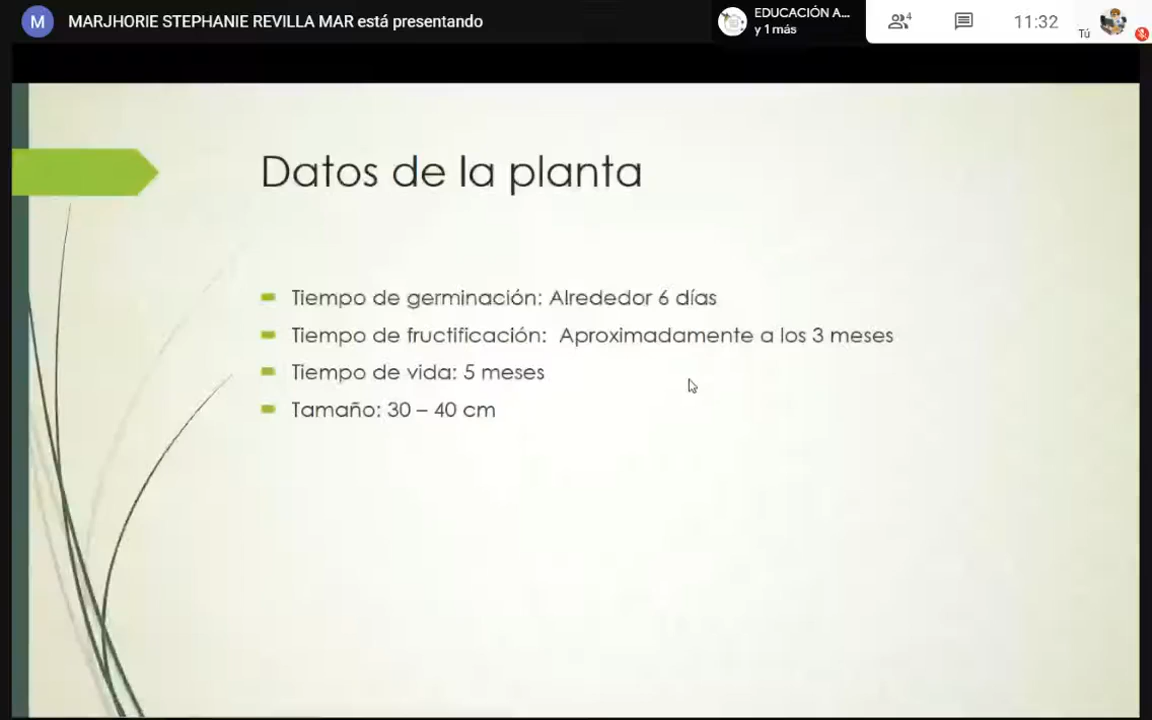 M
MARJHORIE STEPHANIE REVILLA MAR está presentando
EDUCACIÓN A...
y 1 más
4
11:32
Tú
Datos de la planta
Tiempo de germinación: Alrededor 6 días
Tiempo de fructificación: Aproximadamente a los 3 meses
Tiempo de vida: 5 meses
Tamaño: 30 – 40 cm